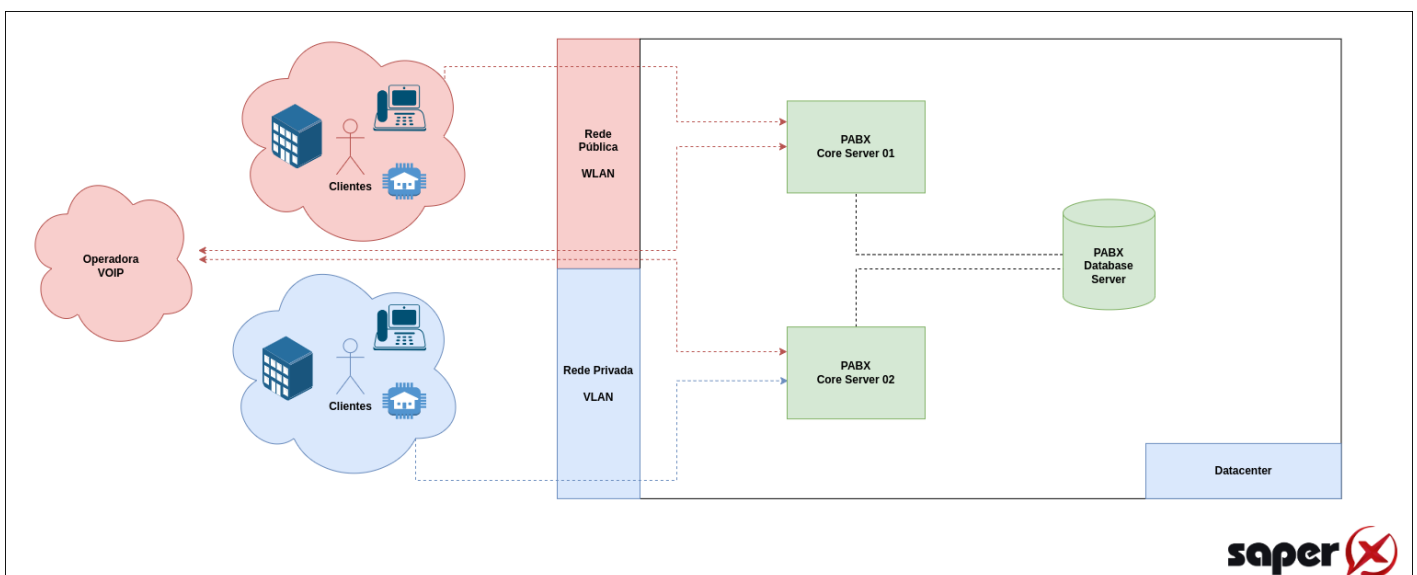 Rede
Pública
WLAN
PABX
Core Server 01
Clientes
Operadora
VOIP
PABX
Database
Server
Rede Privada
VLAN
PABX
Core Server 02
Clientes
Datacenter
saper X